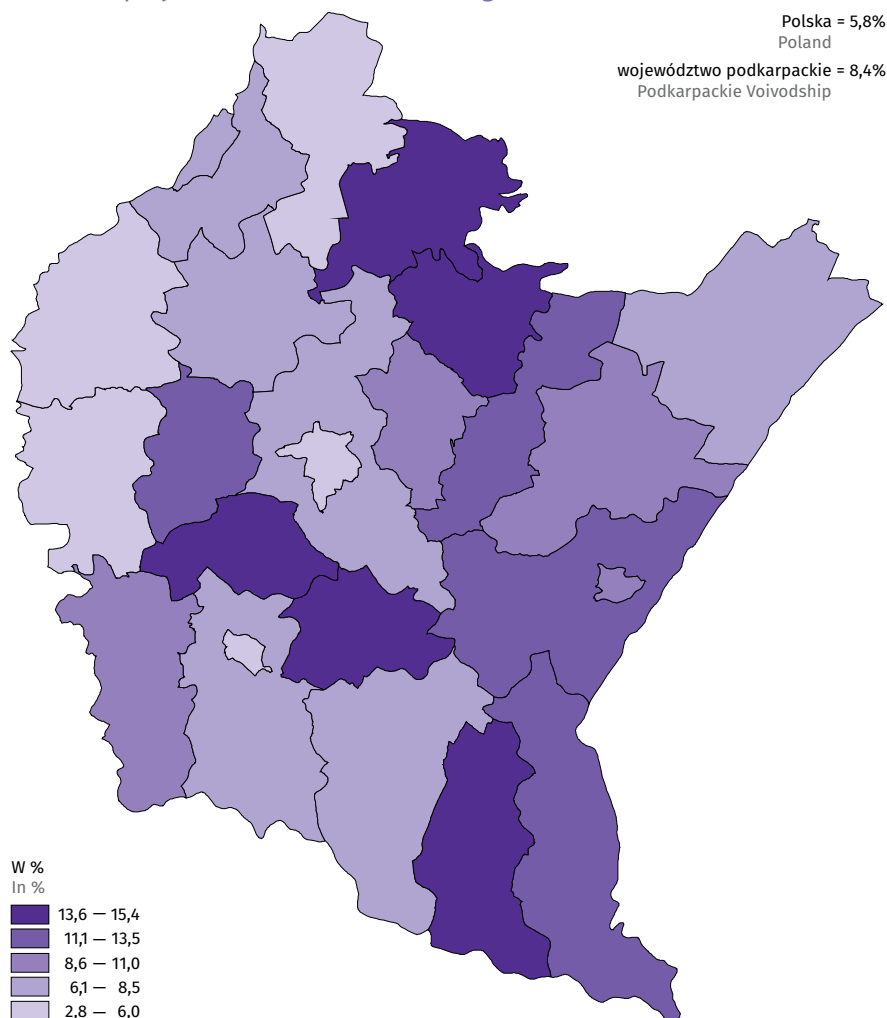 Polska = 5,8%
Poland
województwo podkarpackie = 8,4%
Podkarpackie Voivodship
W %
In %
13,6 — 15,4
11,1 — 13,5
8,6 — 11,0
6,1 — 8,5
2,8 — 6,0